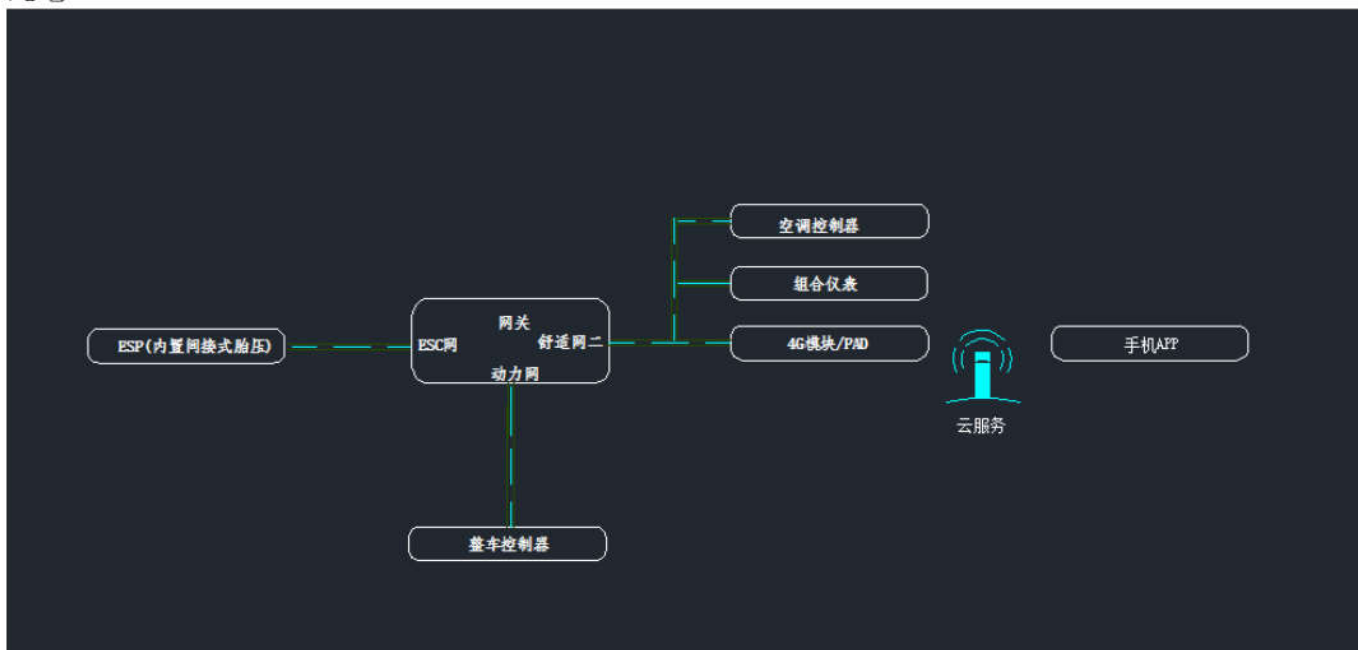 空调控制器
组合仪表
网关
ESP(内置间接式胎压)
ESC网
舒适网二
4G模块/PAD
手机APP
动力网
云服务
整车控制器